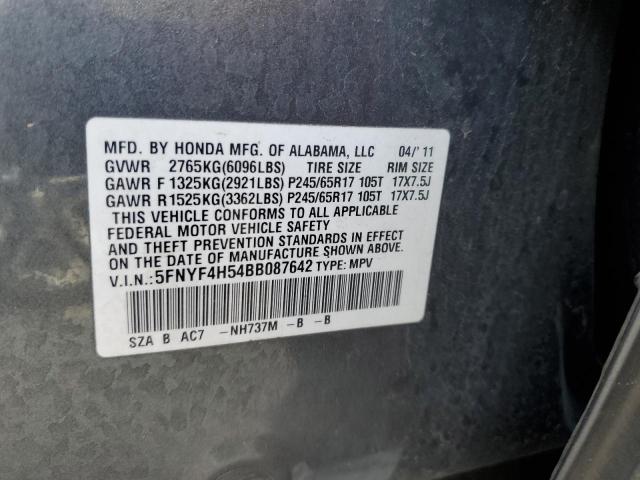 MFD. BY HONDA MFG. OF ALABAMA, LLC 04/'11
GVWR 2765KG(6096LBS) TIRE SIZE RIM SIZE
GAWR F 1325KG(2921LBS) P245/65R17 105T 17X7.5J
GAWR R1525KG(3362LBS) P245/65R17 105T 17X7.5J
THIS VEHICLE CONFORMS TO ALL APPLICABLE
FEDERAL MOTOR VEHICLE SAFETY
AND THEFT PREVENTION STANDARDS IN EFFECT
ON THE DATE OF MANUFACTURE SHOWN ABOVE.
V.I.N.:5FNYF4H54BB087642 TYPE: MPV
SZA B AC7 -NH737M -B -B